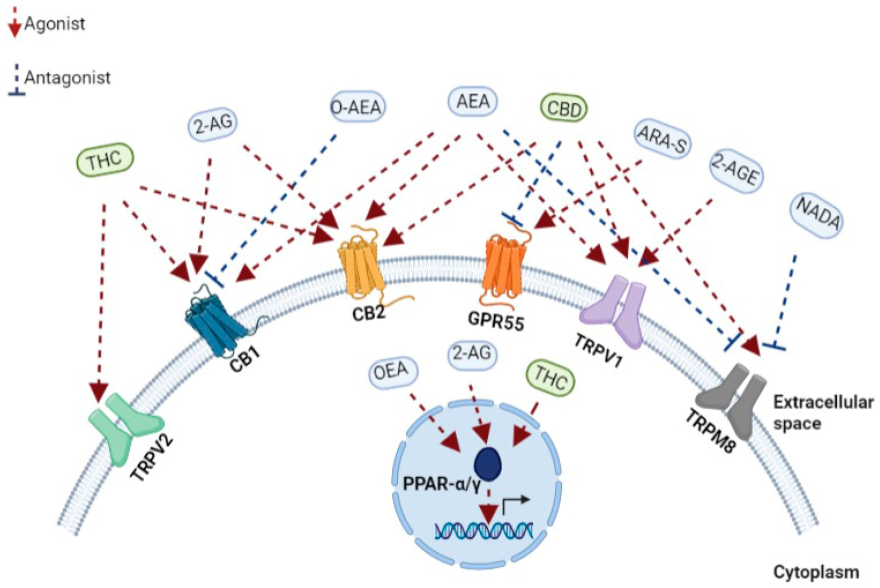 Agonist
Antagonist
THC
2-AG
O-AEA
AEA
CBD
ARA-S
2-AGE
NADA
CB1
CB2
GPR55
TRPV1
TRPM8
TRPV2
OEA
2-AG
THC
PPAR-α/γ
Extracellular
space
Cytoplasm